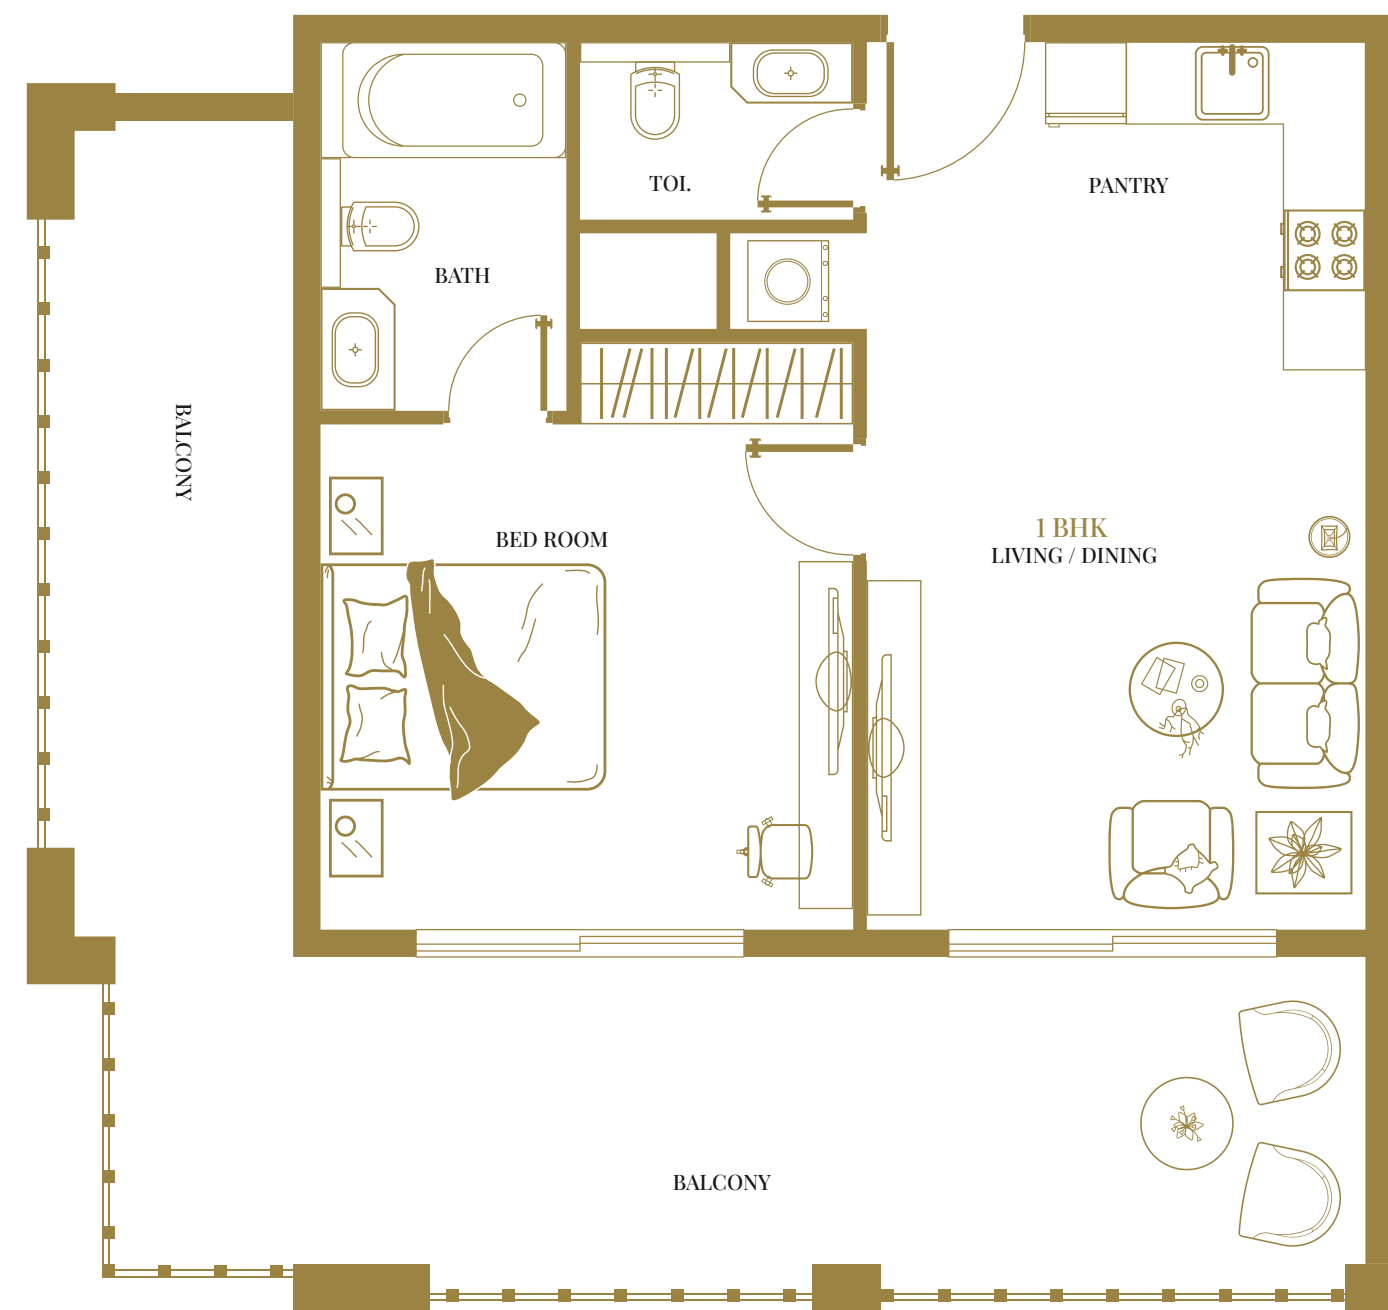 TOI.
PANTRY
BATH
BALCONY
BED ROOM
1 BHK
LIVING / DINING
BALCONY